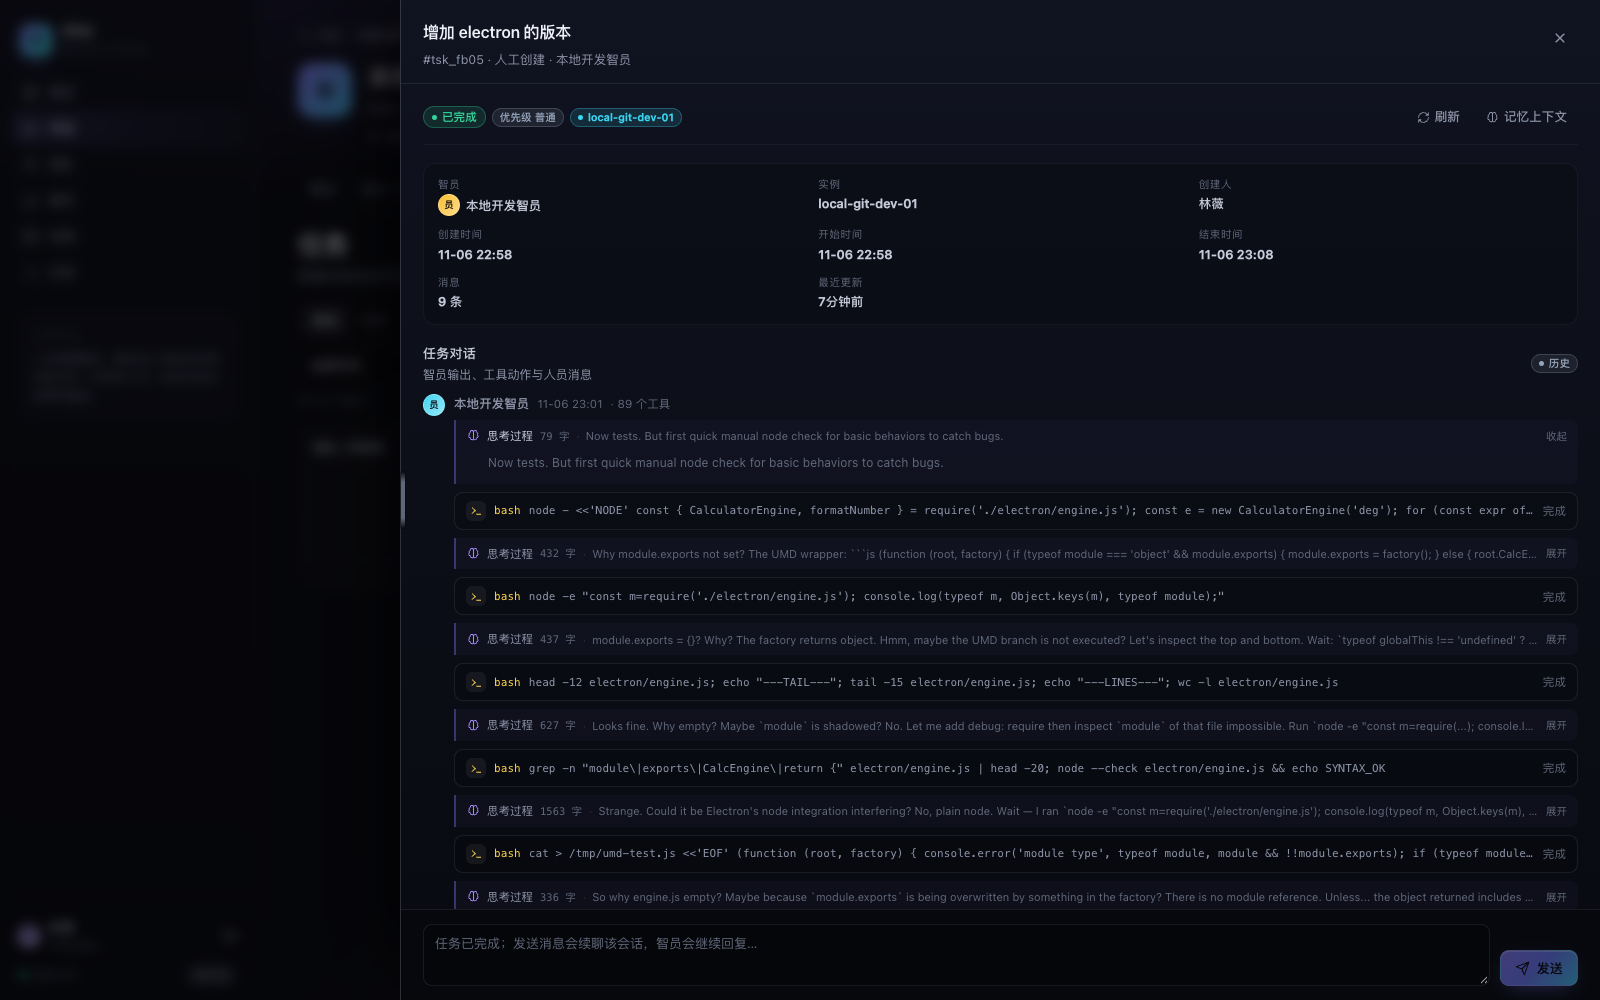 增加 electron 的版本
#tsk_fb05 · 人工创建 · 本地开发智员
已完成 优先级 普通 local-git-dev-01 刷新 记忆上下文
智员 实例 创建人
员 本地开发智员 local-git-dev-01 林薇
创建时间 开始时间 结束时间
11-06 22:58 11-06 22:58 11-06 23:08
消息 最近更新
9 条 7分钟前
任务对话
智员输出、工具动作与人员消息 历史
员 本地开发智员 11-06 23:01 · 89 个工具
思考过程 79 字 · Now tests. But first quick manual node check for basic behaviors to catch bugs. 收起
Now tests. But first quick manual node check for basic behaviors to catch bugs.
>_ bash node - <<'NODE' const { CalculatorEngine, formatNumber } = require('./electron/engine.js'); const e = new CalculatorEngine('deg'); for (const expr of… 完成
思考过程 432 字 · Why module.exports not set? The UMD wrapper: ```js (function (root, factory) { if (typeof module === 'object' && module.exports) { module.exports = factory(); } else { root.CalcE… 展开
>_ bash node -e "const m=require('./electron/engine.js'); console.log(typeof m, Object.keys(m), typeof module);" 完成
思考过程 437 字 · module.exports = {}? Why? The factory returns object. Hmm, maybe the UMD branch is not executed? Let's inspect the top and bottom. Wait: `typeof globalThis !== 'undefined' ? … 展开
>_ bash head -12 electron/engine.js; echo "---TAIL---"; tail -15 electron/engine.js; echo "---LINES---"; wc -l electron/engine.js 完成
思考过程 627 字 · Looks fine. Why empty? Maybe `module` is shadowed? No. Let me add debug: require then inspect `module` of that file impossible. Run `node -e "const m=require(...); console.l… 展开
>_ bash grep -n "module\|exports\|CalcEngine\|return {" electron/engine.js | head -20; node --check electron/engine.js && echo SYNTAX_OK 完成
思考过程 1563 字 · Strange. Could it be Electron's node integration interfering? No, plain node. Wait — I ran `node -e "const m=require('./electron/engine.js'); console.log(typeof m, Object.keys(m), … 展开
>_ bash cat > /tmp/umd-test.js <<'EOF' (function (root, factory) { console.error('module type', typeof module, module && !!module.exports); if (typeof module… 完成
思考过程 336 字 · So why engine.js empty? Maybe because `module.exports` is being overwritten by something in the factory? There is no module reference. Unless... the object returned includes … 展开
任务已完成；发送消息会续聊该会话，智员会继续回复...
发送